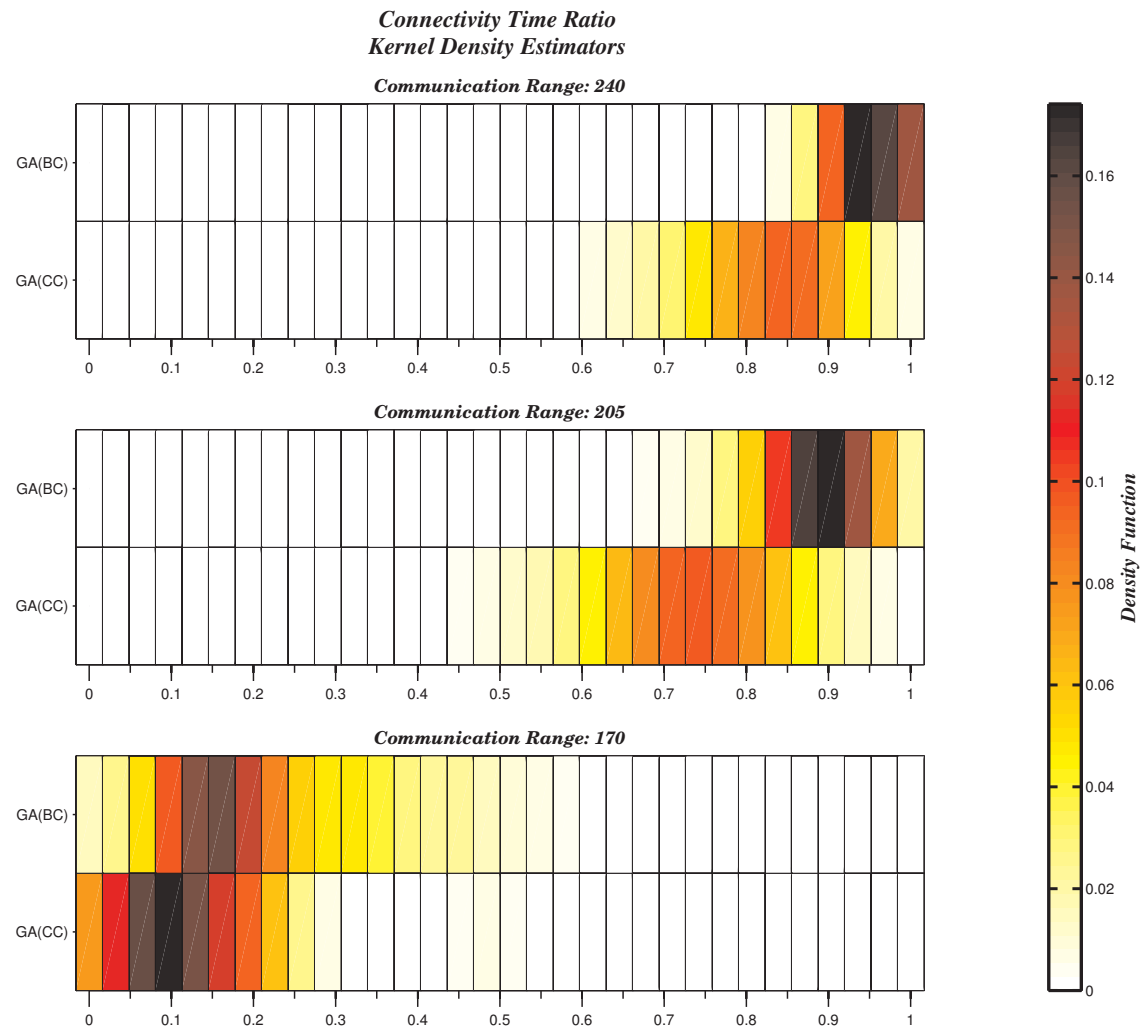 Connectivity Time Ratio
Kernel Density Estimators
Communication Range: 240
GA(BC)
GA(CC)
0 0.1 0.2 0.3 0.4 0.5 0.6 0.7 0.8 0.9 1
Communication Range: 205
GA(BC)
GA(CC)
0 0.1 0.2 0.3 0.4 0.5 0.6 0.7 0.8 0.9 1
Communication Range: 170
GA(BC)
GA(CC)
0 0.1 0.2 0.3 0.4 0.5 0.6 0.7 0.8 0.9 1
0.16
0.14
0.12
0.1
0.08
0.06
0.04
0.02
0
Density Function